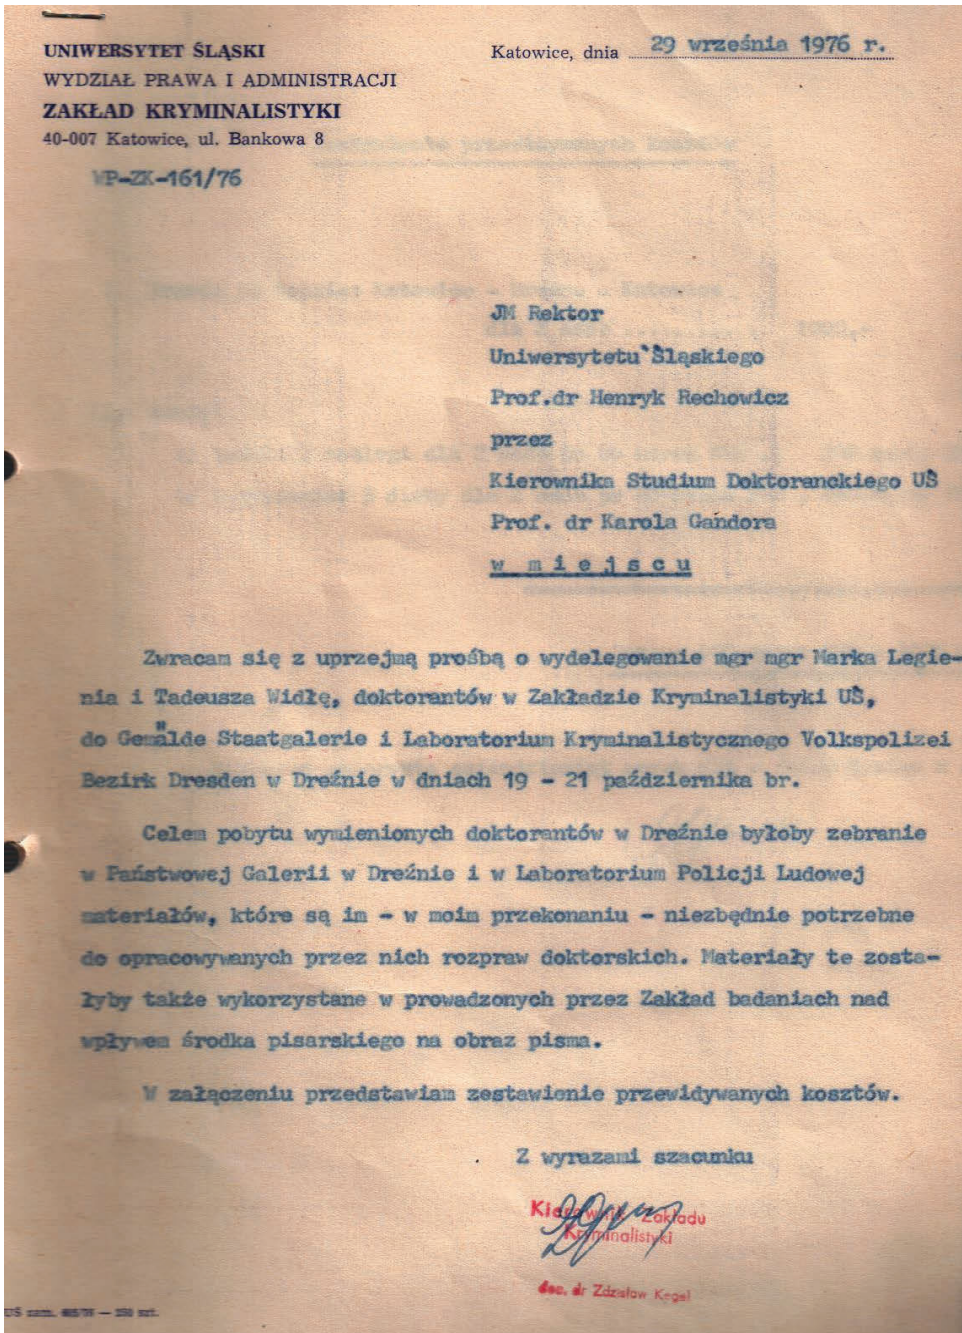 UNIWERSYTET ŚLĄSKI
WYDZIAŁ PRAWA I ADMINISTRACJI
ZAKŁAD KRYMINALISTYKI
40-007 Katowice, ul. Bankowa 8
WP-ZK-161/76
Katowice, dnia 29 września 1976 r.
JM Rektor
Uniwersytetu Śląskiego
Prof.dr Henryk Rechowicz
przez
Kierownika Studium Doktoranckiego UŚ
Prof. dr Karola Gandora
w miejscu
Zwracam się z uprzejmą prośbą o wydelegowanie mgr mgr Marka Legie-
nia i Tadeusza Widłę, doktorantów w Zakładzie Kryminalistyki UŚ,
do Gemälde Staatgalerie i Laboratorium Kryminalistycznego Volkspolizei
Bezirk Dresden w Dreźnie w dniach 19 - 21 października br.
Celem pobytu wymienionych doktorantów w Dreźnie byłoby zebranie
w Państwowej Galerii w Dreźnie i w Laboratorium Policji Ludowej
materiałów, które są im - w moim przekonaniu - niezbędnie potrzebne
do opracowywanych przez nich rozpraw doktorskich. Materiały te zosta-
łyby także wykorzystane w prowadzonych przez Zakład badaniach nad
wpływem środka pisarskiego na obraz pisma.
W załączeniu przedstawiam zestawienie przewidywanych kosztów.
Z wyrazami szacunku
Kierownik Zakładu
Kryminalistyki
doc. dr Zdzisław Kegel
UŚ zam. — 250 szt.